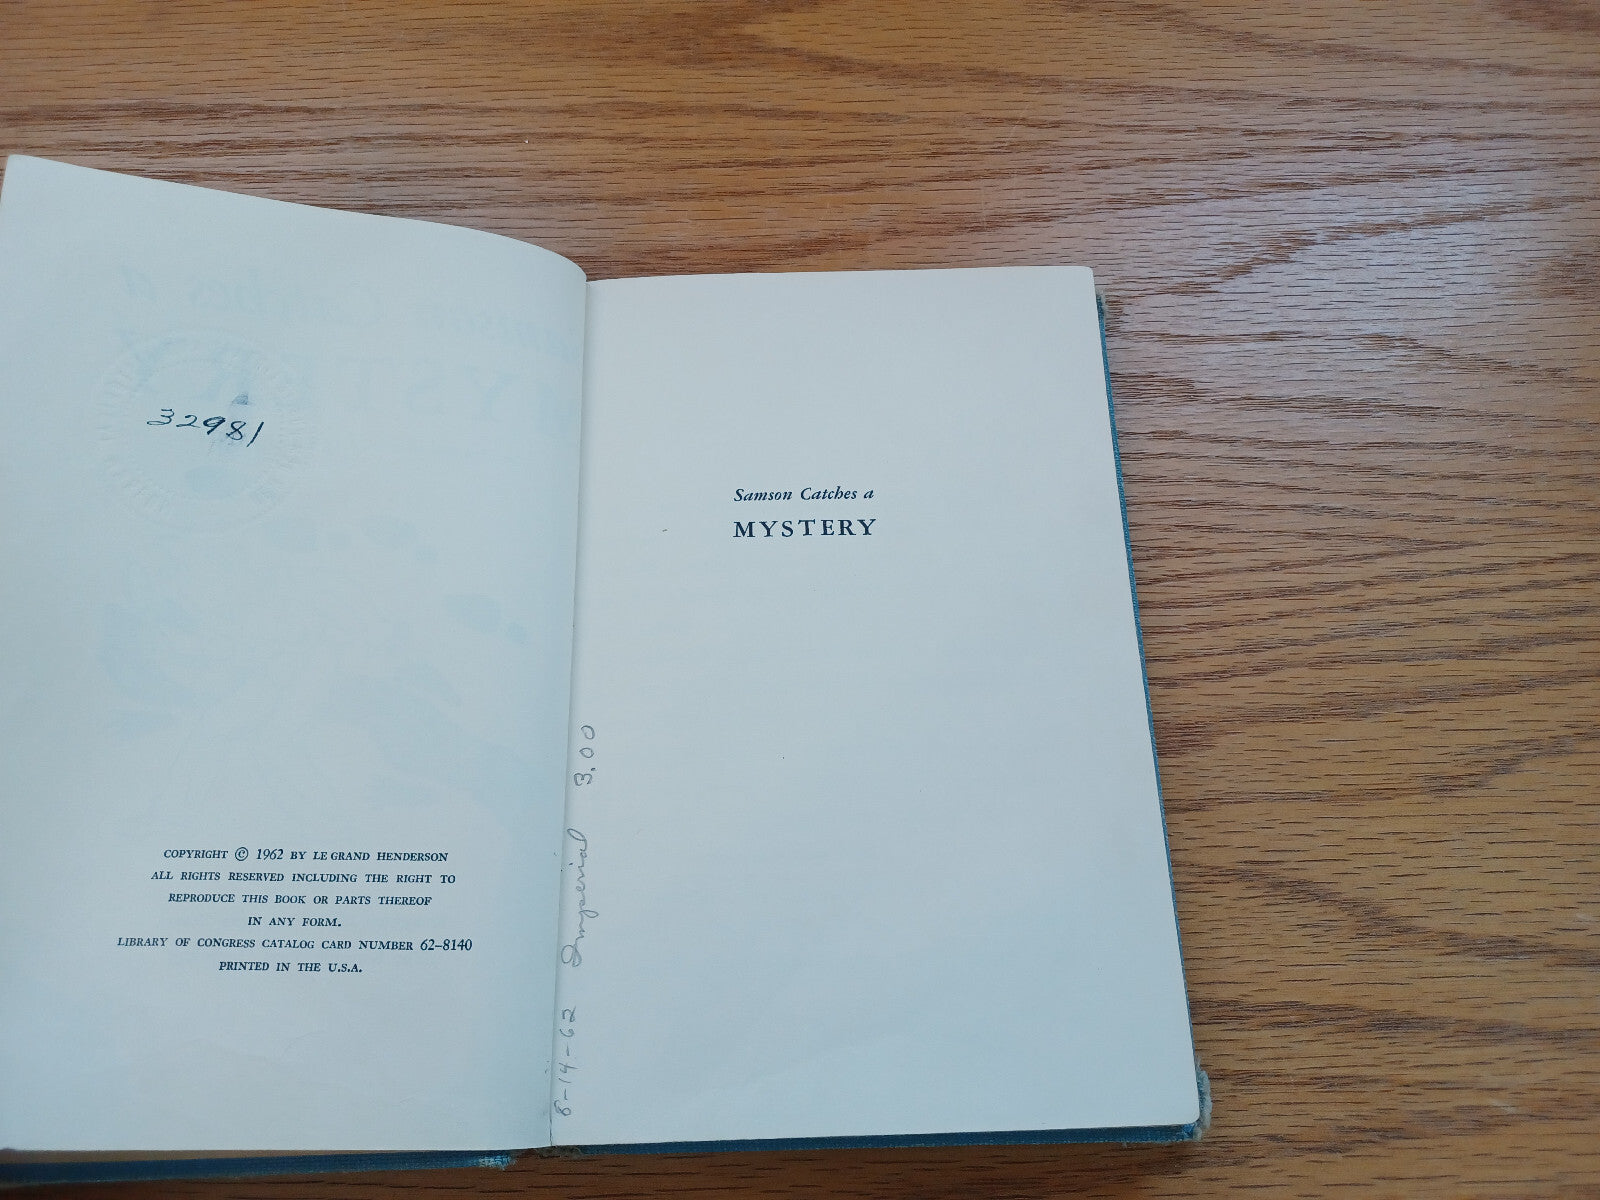 32981
COPYRIGHT © 1962 BY LE GRAND HENDERSON
ALL RIGHTS RESERVED INCLUDING THE RIGHT TO
REPRODUCE THIS BOOK OR PARTS THEREOF
IN ANY FORM.
LIBRARY OF CONGRESS CATALOG CARD NUMBER 62-8140
PRINTED IN THE U.S.A.
8-14-62 Imperial 3.00
Samson Catches a
MYSTERY